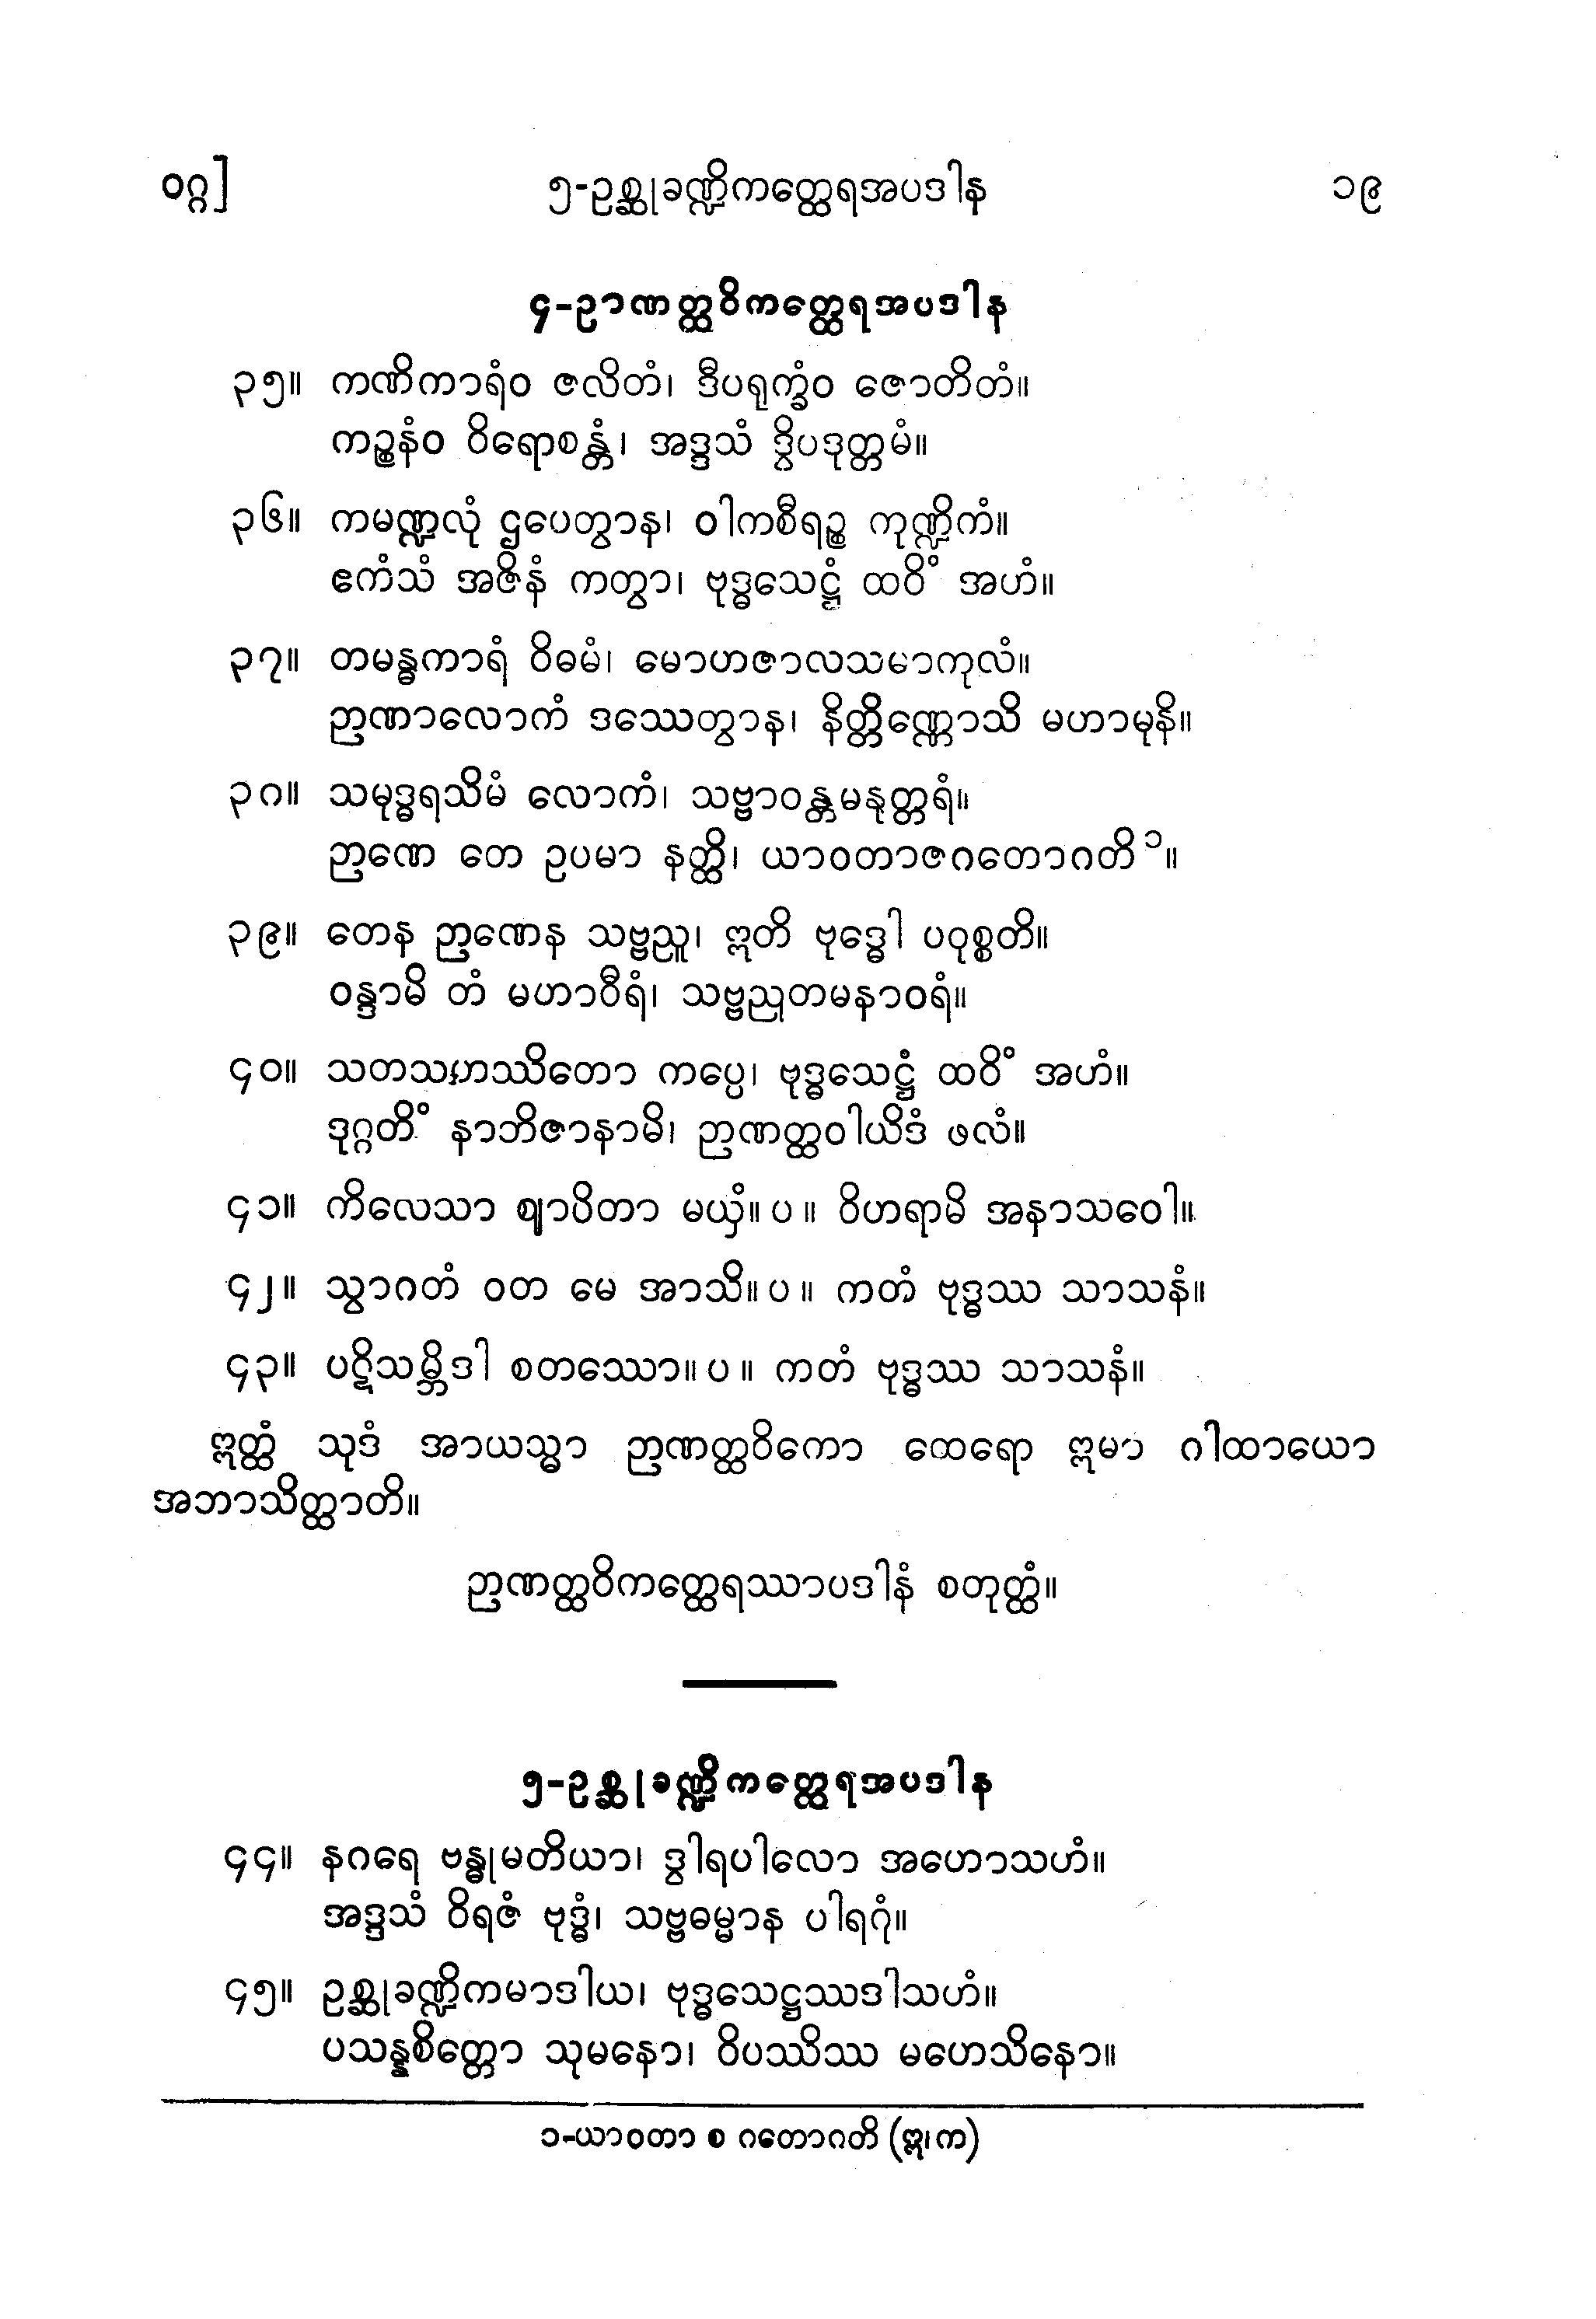 ဝဂ္ဂ] ၅-ဥစ္ဆုခဏ္ဍိကတ္ထေရအပဒါန ၁၉
၄-ဉာဏတ္ထဝိကတ္ထေရအပဒါန
၃၅။ ကဏိကာရံဝ ဇလိတံ၊ ဒီပရုက္ခံဝ ဇောတိတံ။
ကဉ္စနံဝ ဝိရောစန္တံ၊ အဒ္ဒသံ ဒွိပဒုတ္တမံ။
၃၆။ ကမဏ္ဍလုံ ဌပေတွာန၊ ဝါကစီရဉ္စ ကုဏ္ဍိကံ။
ဧကံသံ အဇိနံ ကတွာ၊ ဗုဒ္ဓသေဋ္ဌံ ထဝိံ အဟံ။
၃၇။ တမန္ဓကာရံ ဝိဓမံ၊ မောဟဇာလသမာကုလံ။
ဉာဏာလောကံ ဒဿေတွာန၊ နိတ္တိဏ္ဏောသိ မဟာမုနိ။
၃၈။ သမုဒ္ဓရသိမံ လောကံ၊ သဗ္ဗာဝန္တမနုတ္တရံ။
ဉာဏေ တေ ဥပမာ နတ္ထိ၊ ယာဝတာဇဂတောဂတိ ၁။
၃၉။ တေန ဉာဏေန သဗ္ဗညူ၊ ဣတိ ဗုဒ္ဓေါ ပဝုစ္စတိ။
ဝန္ဒာမိ တံ မဟာဝီရံ၊ သဗ္ဗညုတမနာဝရံ။
၄၀။ သတသဟဿိတော ကပ္ပေ၊ ဗုဒ္ဓသေဋ္ဌံ ထဝိံ အဟံ။
ဒုဂ္ဂတိံ နာဘိဇာနာမိ၊ ဉာဏတ္ထဝါယိဒံ ဖလံ။
၄၁။ ကိလေသာ ဈာပိတာ မယှံ။ ပ ။ ဝိဟရာမိ အနာသဝေါ။
၄၂။ သွာဂတံ ဝတ မေ အာသိ။ ပ ။ ကတံ ဗုဒ္ဓဿ သာသနံ။
၄၃။ ပဋိသမ္ဘိဒါ စတဿော။ ပ ။ ကတံ ဗုဒ္ဓဿ သာသနံ။
ဣတ္ထံ သုဒံ အာယသ္မာ ဉာဏတ္ထဝိကော ထေရော ဣမာ ဂါထာယော
အဘာသိတ္ထာတိ။
ဉာဏတ္ထဝိကတ္ထေရဿာပဒါနံ စတုတ္ထံ။
၅-ဥစ္ဆုခဏ္ဍိကတ္ထေရအပဒါန
၄၄။ နဂရေ ဗန္ဓုမတိယာ၊ ဒွါရပါလော အဟောသဟံ။
အဒ္ဒသံ ဝိရဇံ ဗုဒ္ဓံ၊ သဗ္ဗဓမ္မာန ပါရဂုံ။
၄၅။ ဥစ္ဆုခဏ္ဍိကမာဒါယ၊ ဗုဒ္ဓသေဋ္ဌဿဒါသဟံ။
ပသန္နစိတ္တော သုမနော၊ ဝိပဿိဿ မဟေသိနော။
၁-ယာဝတာ စ ဂတောဂတိ (ဣ၊ က)